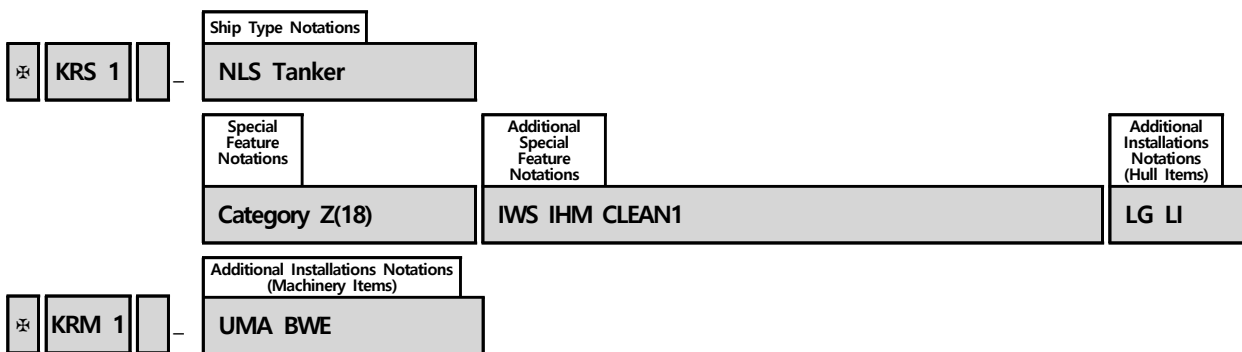 Ship Type Notations
✠ KRS 1 _ NLS Tanker
Special
Feature
Notations
Additional
Special
Feature
Notations
Additional
Installations
Notations
(Hull Items)
Category Z(18) IWS IHM CLEAN1 LG LI
Additional Installations Notations
(Machinery Items)
✠ KRM 1 _ UMA BWE